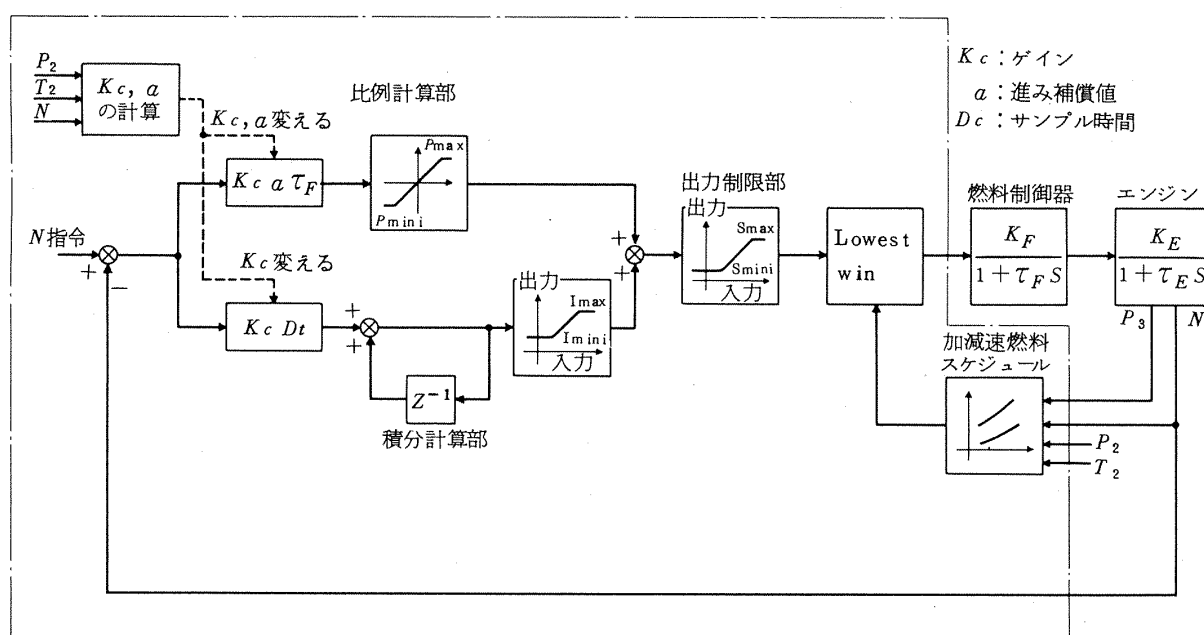 P₂
T₂
N
Kc, a
の計算
Kc, a変える
比例計算部
Kc a τF
Pmax
Pmini
N指令
+
−
Kc変える
Kc Dt
+
+
Z⁻¹
積分計算部
出力
Imax
Imini
入力
+
+
出力制限部
出力
Smax
Smini
入力
Lowest
win
Kc：ゲイン
a：進み補償値
Dc：サンプル時間
燃料制御器
KF
1+τF S
エンジン
KE
1+τE S
P₃
N
加減速燃料
スケジュール
P₂
T₂